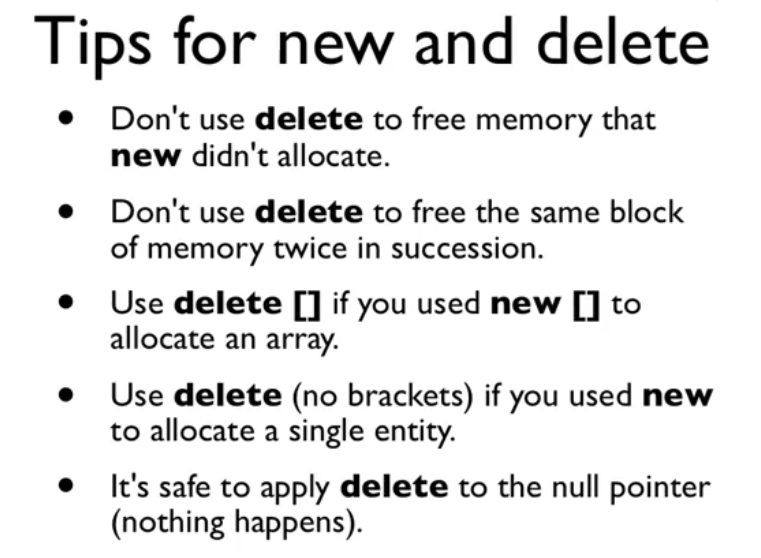 Tips for new and delete
• Don't use delete to free memory that
new didn't allocate.
• Don't use delete to free the same block
of memory twice in succession.
• Use delete [] if you used new [] to
allocate an array.
• Use delete (no brackets) if you used new
to allocate a single entity.
• It's safe to apply delete to the null pointer
(nothing happens).